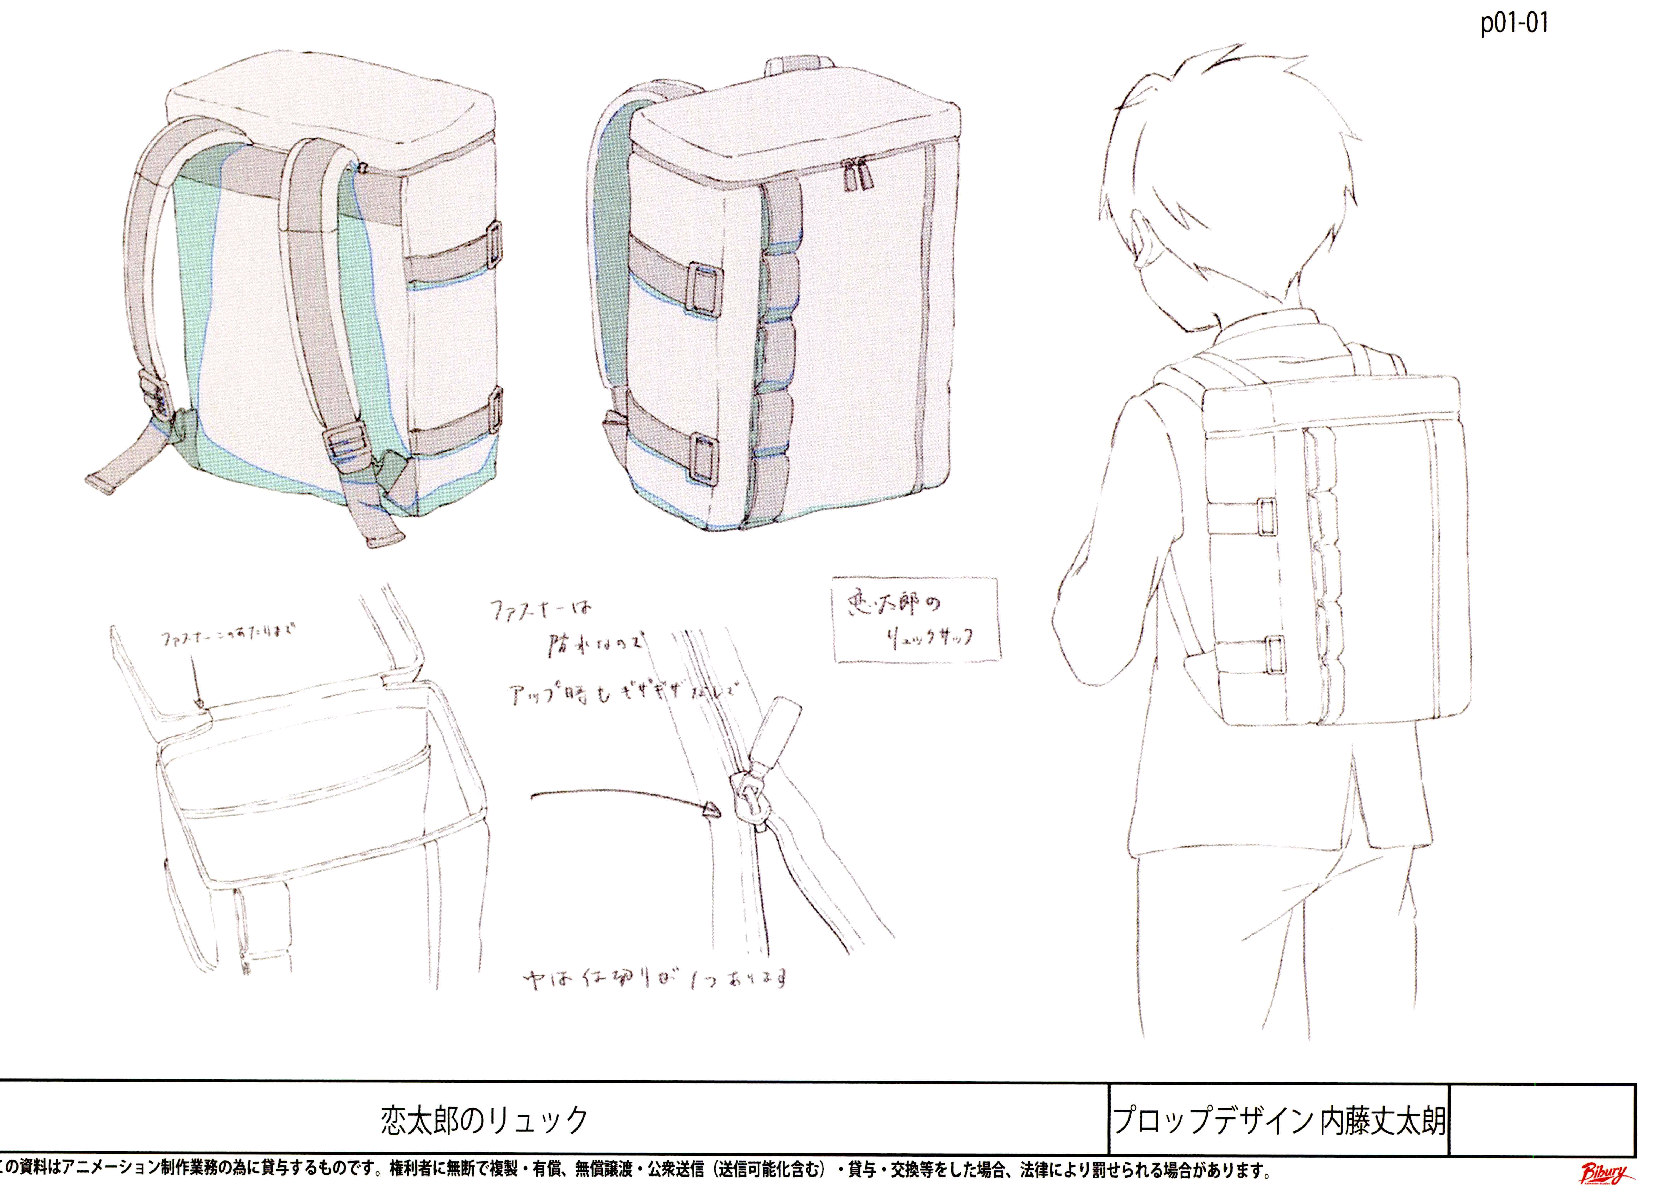 p01-01
ファスナーこのあたりまで
ファスナーは
防水なので
アップ時もギザギザなしで
恋太郎の
リュックサック
中は仕切りが1つあります
恋太郎のリュック
プロップデザイン 内藤丈太朗
この資料はアニメーション制作業務の為に貸与するものです。権利者に無断で複製・有償、無償譲渡・公衆送信（送信可能化含む）・貸与・交換等をした場合、法律により罰せられる場合があります。
Bibury